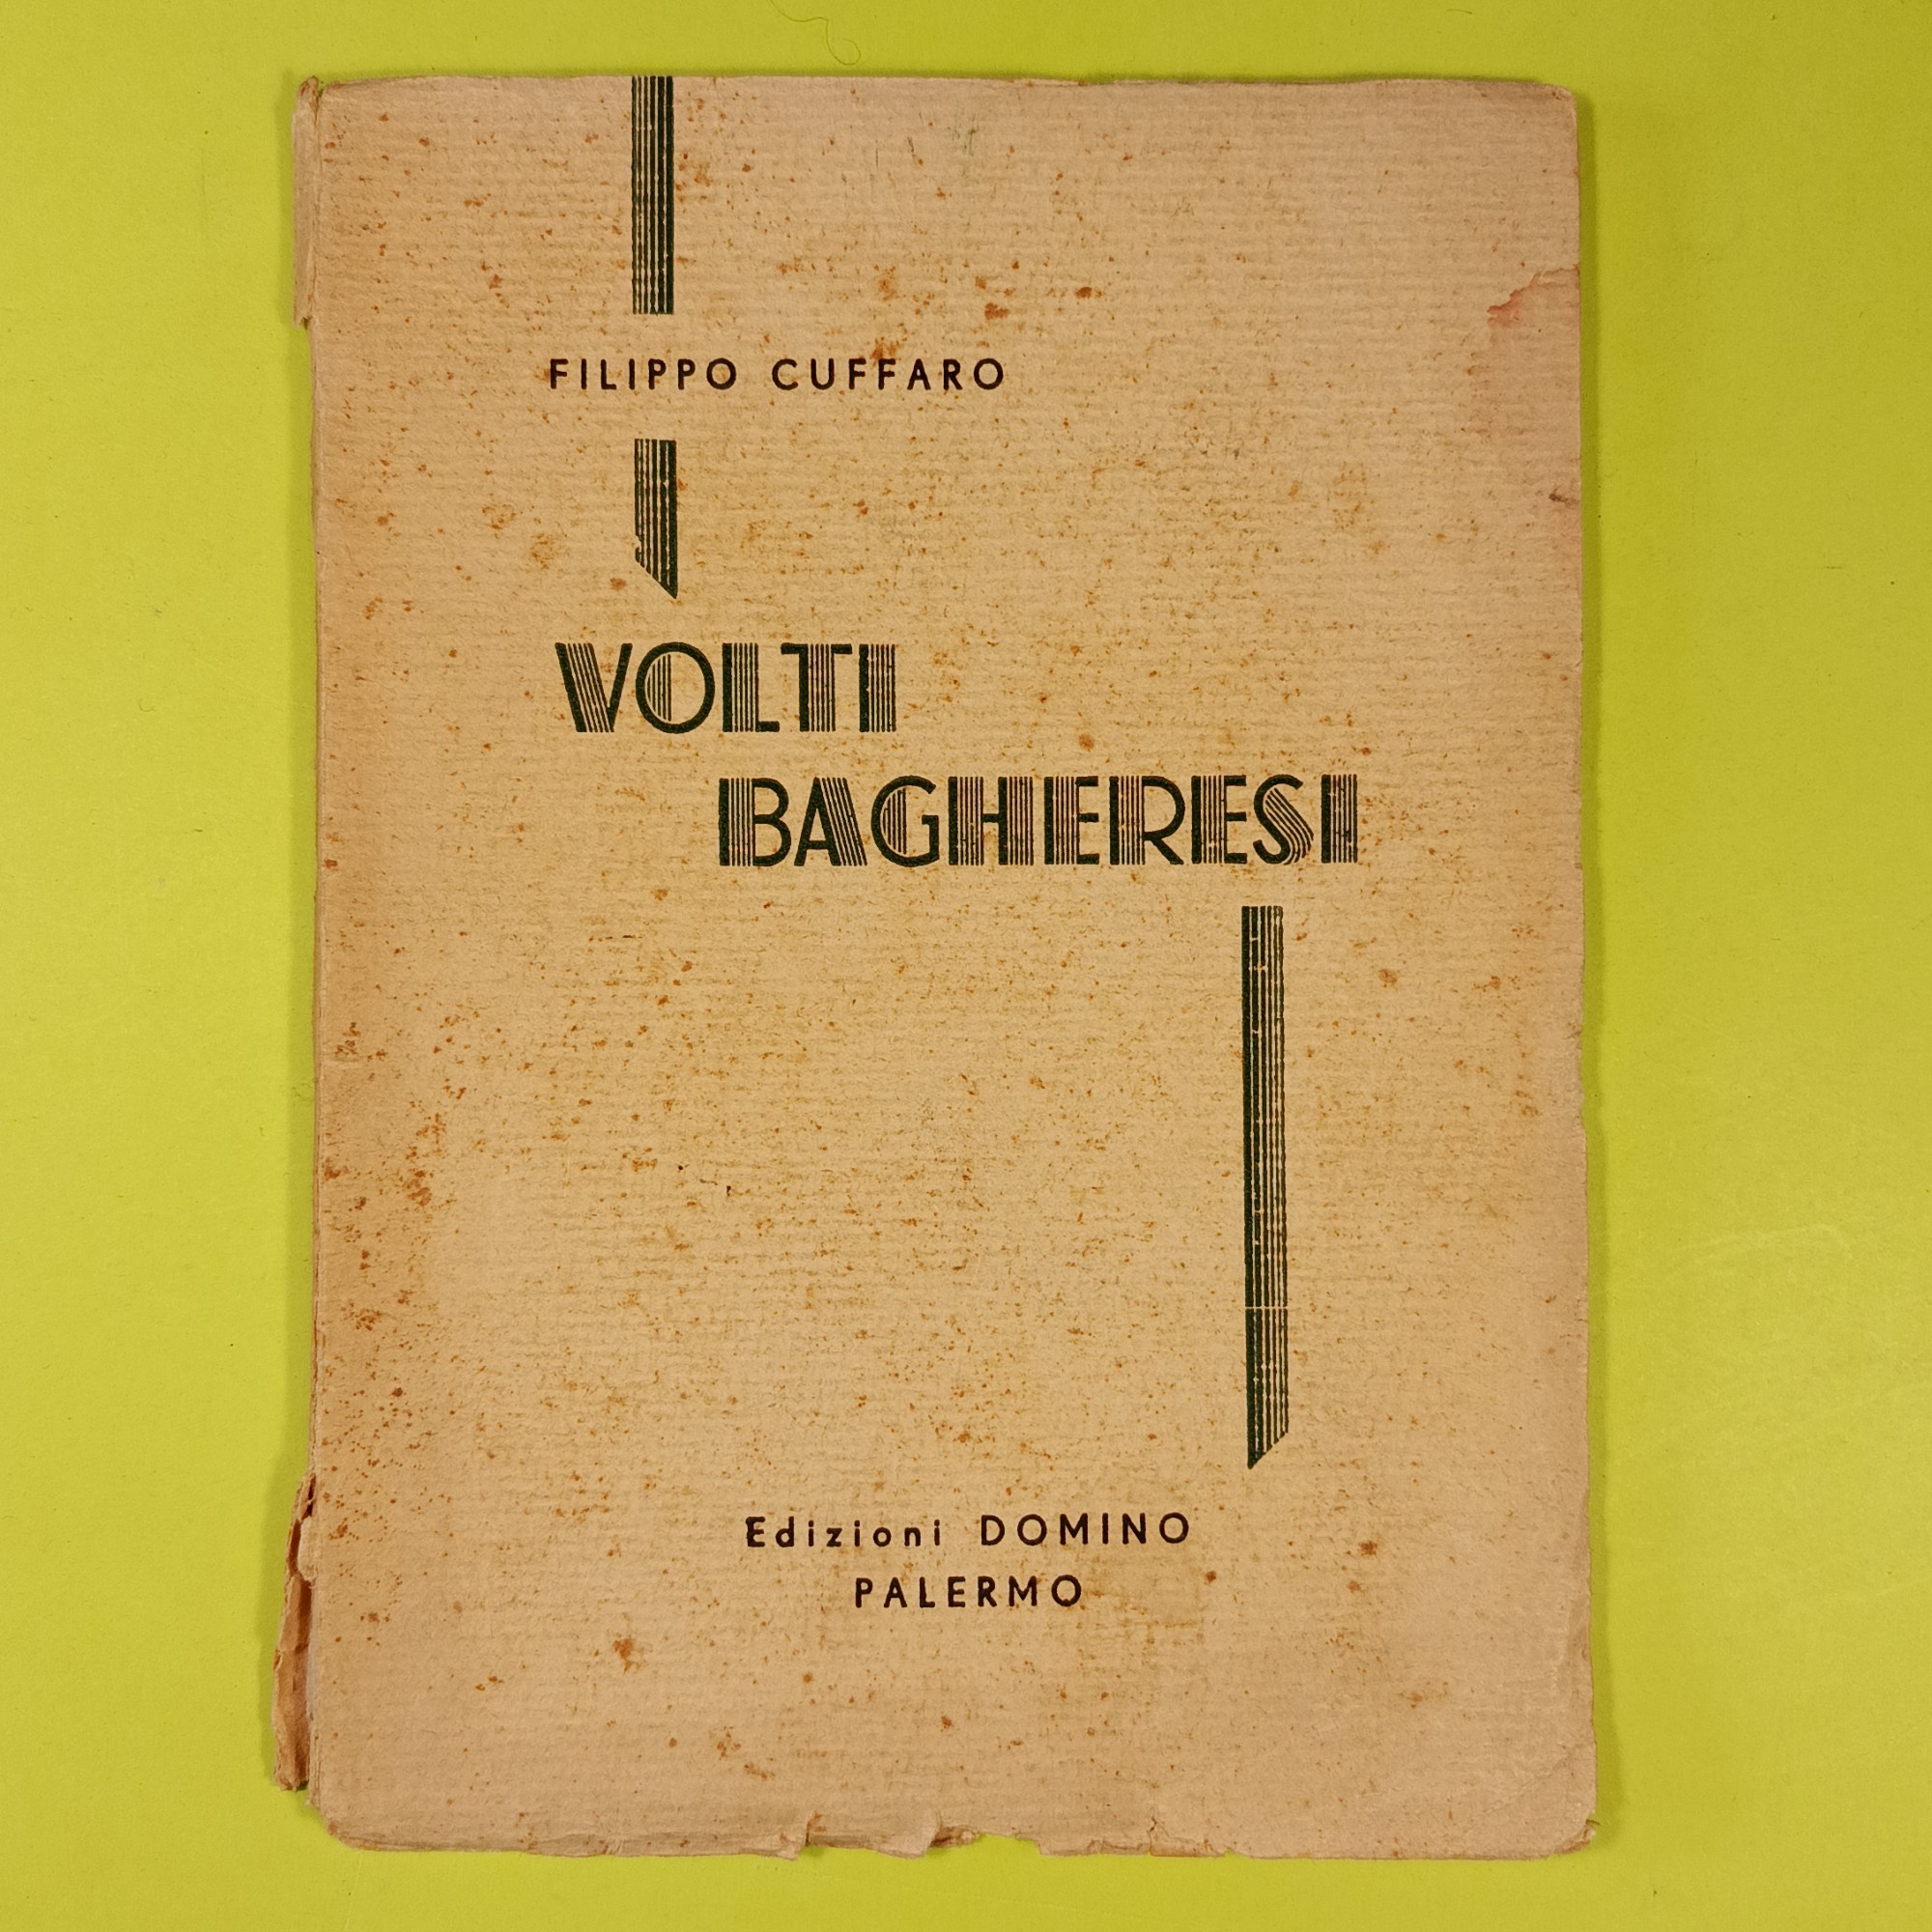 FILIPPO CUFFARO
VOLTI
BAGHERESI
Edizioni DOMINO
PALERMO